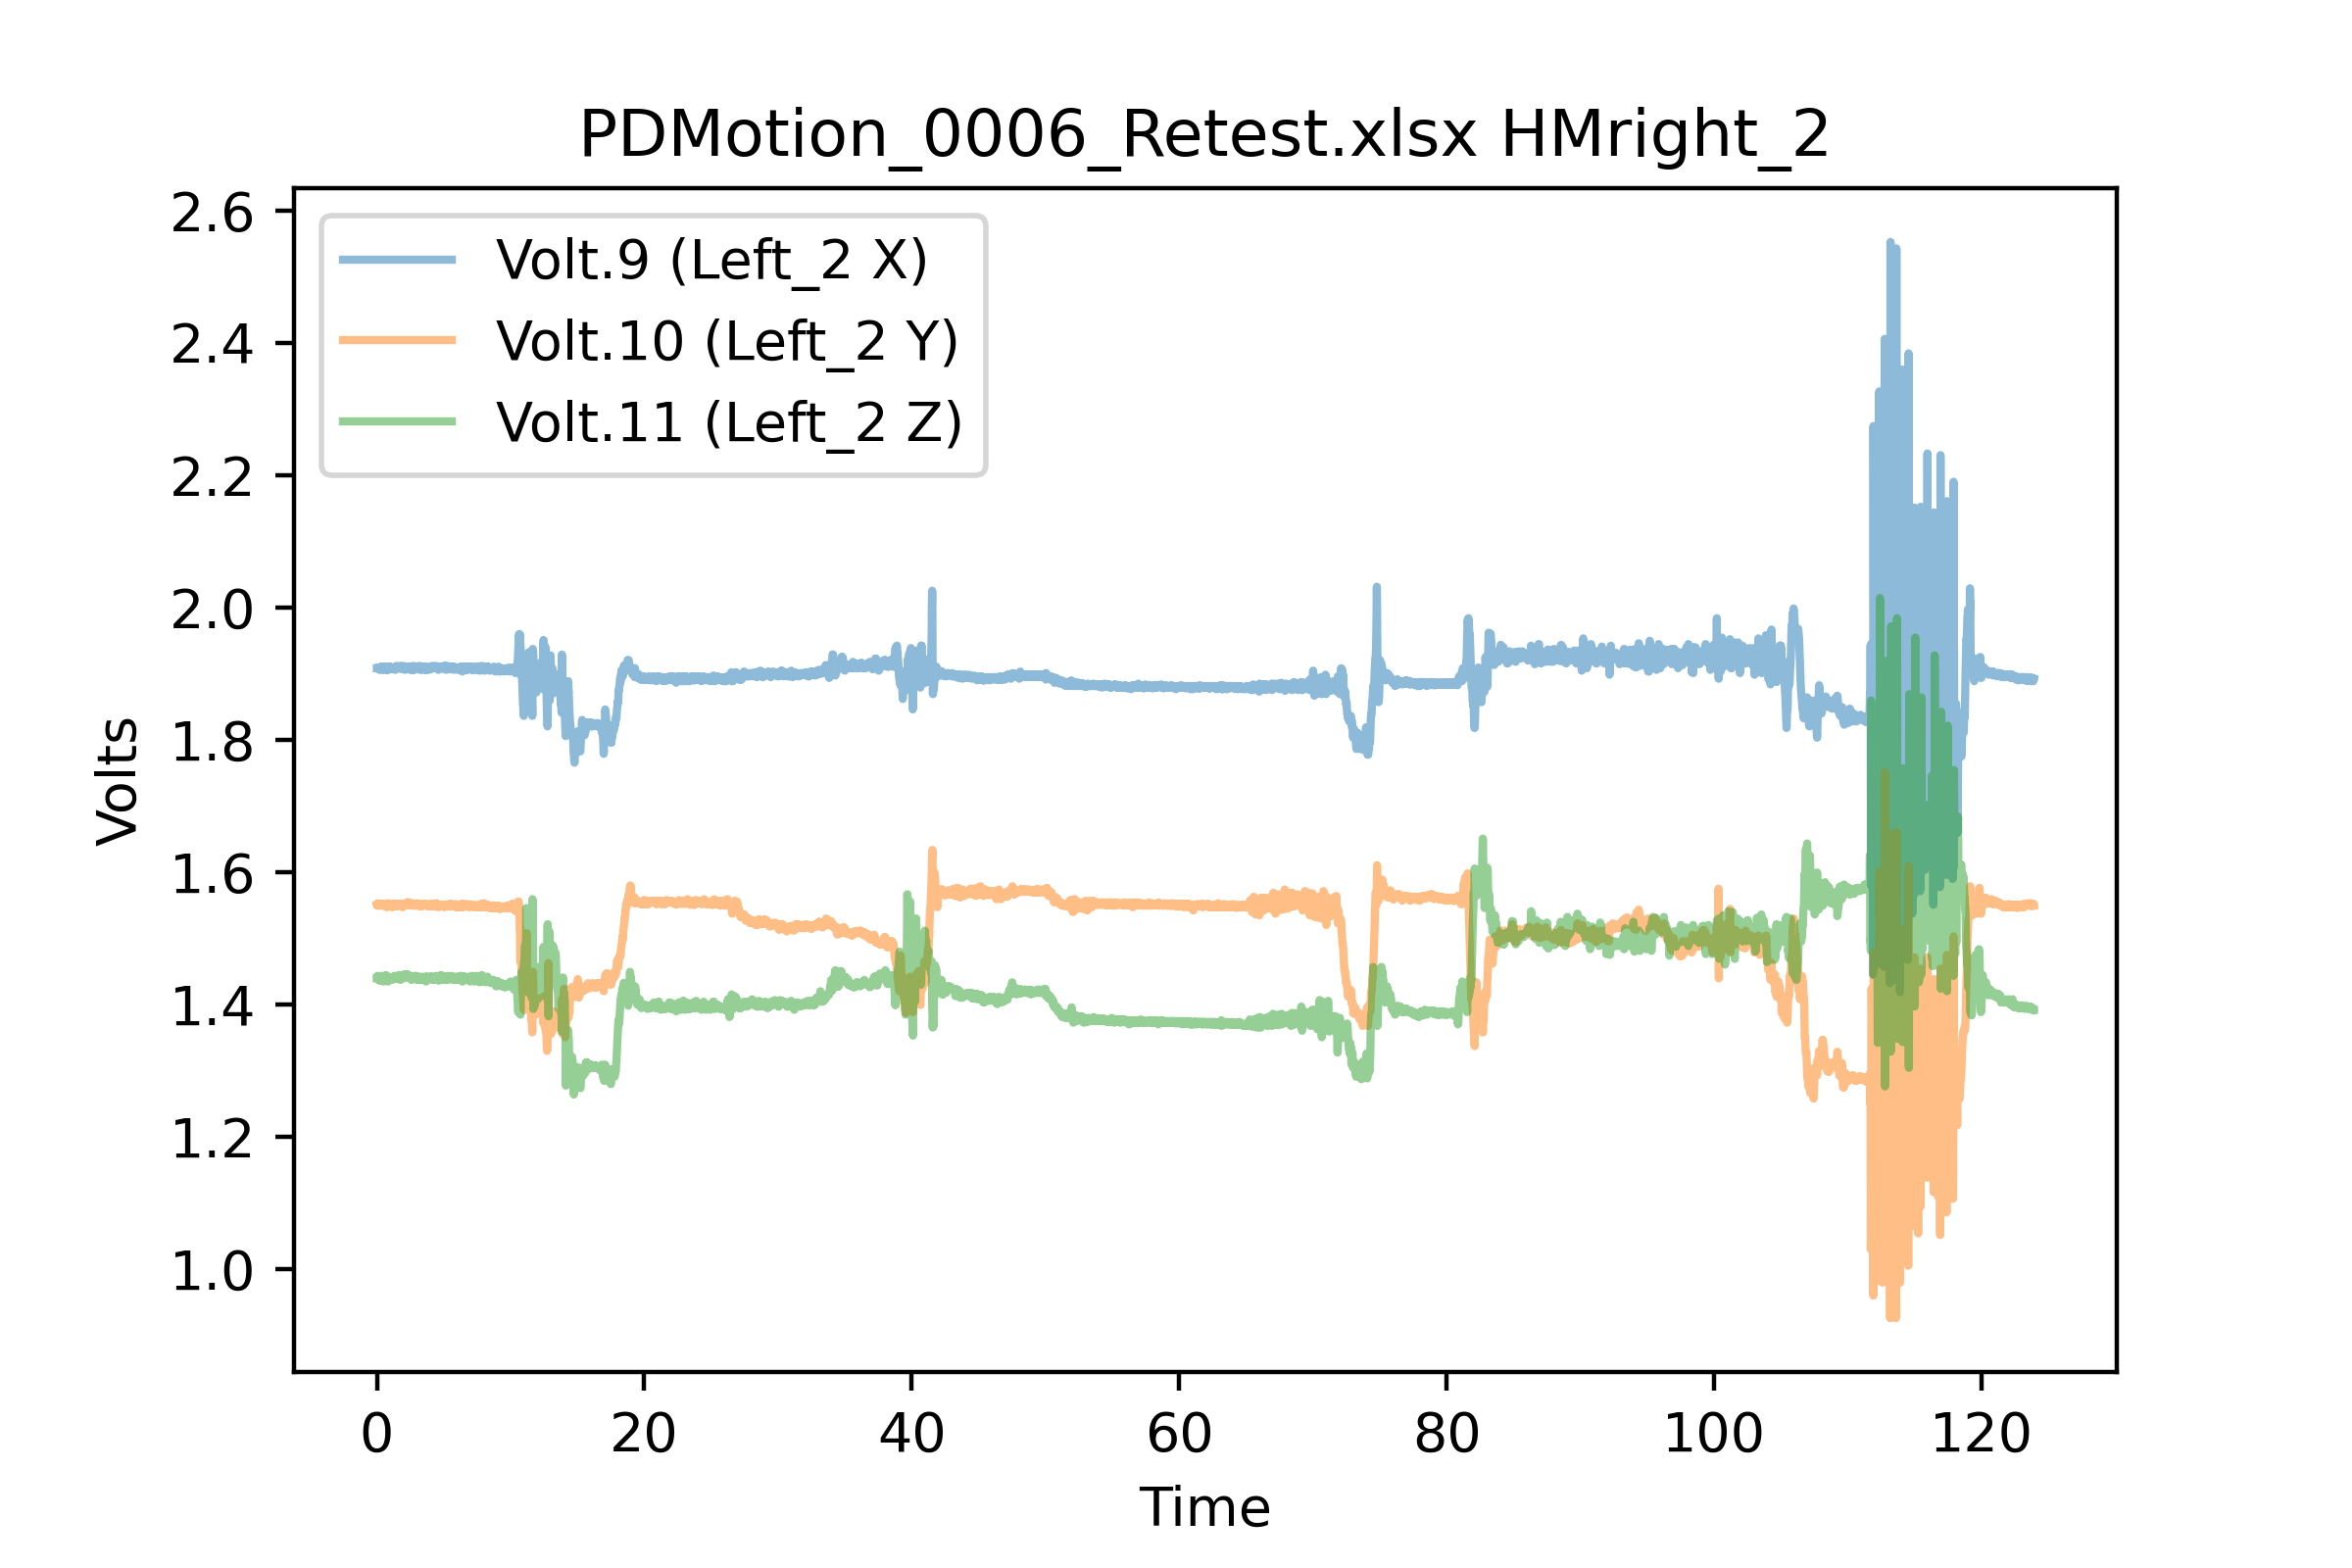 PDMotion_0006_Retest.xlsx HMright_2
Volt.9 (Left_2 X)
Volt.10 (Left_2 Y)
Volt.11 (Left_2 Z)
Volts
2.6
2.4
2.2
2.0
1.8
1.6
1.4
1.2
1.0
0 20 40 60 80 100 120
Time